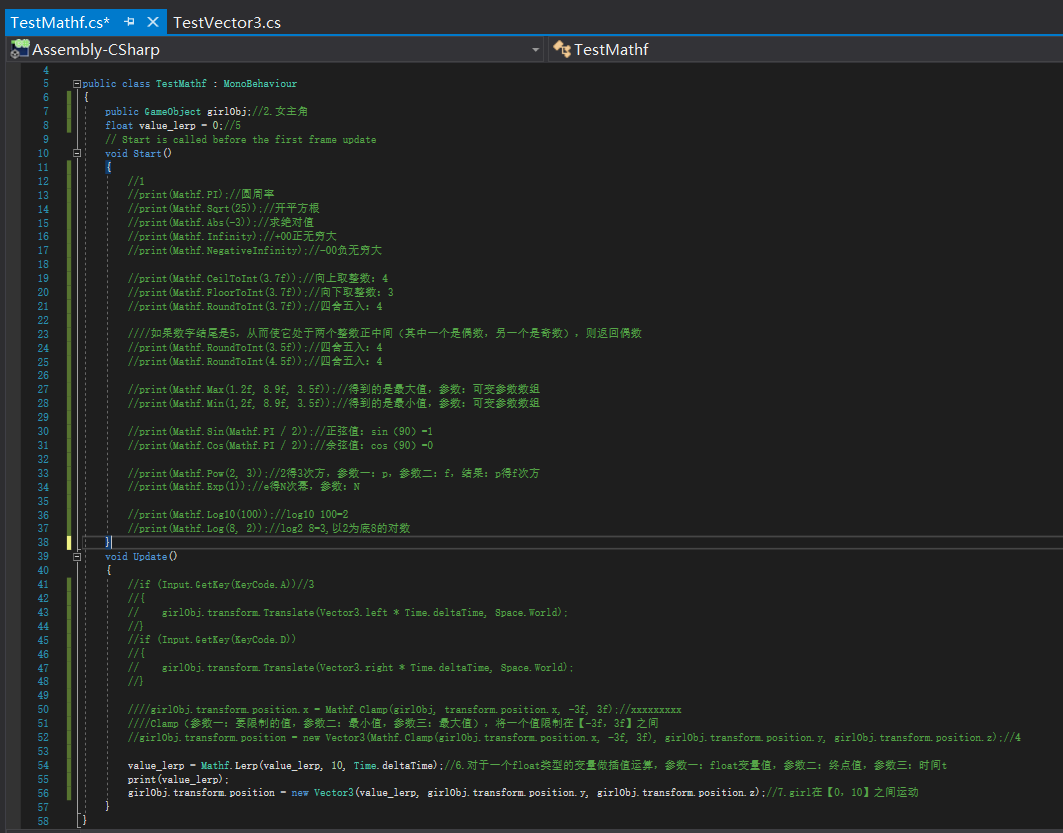 TestMathf.cs* TestVector3.cs
Assembly-CSharp TestMathf
4
5 public class TestMathf : MonoBehaviour
6 {
7 public GameObject girlObj;//2.女主角
8 float value_lerp = 0;//5
9 // Start is called before the first frame update
10 void Start()
11 {
12 //1
13 //print(Mathf.PI);//圆周率
14 //print(Mathf.Sqrt(25));//开平方根
15 //print(Mathf.Abs(-3));//求绝对值
16 //print(Mathf.Infinity);//+00正无穷大
17 //print(Mathf.NegativeInfinity);//-00负无穷大
18
19 //print(Mathf.CeilToInt(3.7f));//向上取整数：4
20 //print(Mathf.FloorToInt(3.7f));//向下取整数：3
21 //print(Mathf.RoundToInt(3.7f));//四舍五入：4
22
23 ////如果数字结尾是5，从而使它处于两个整数正中间（其中一个是偶数，另一个是奇数），则返回偶数
24 //print(Mathf.RoundToInt(3.5f));//四舍五入：4
25 //print(Mathf.RoundToInt(4.5f));//四舍五入：4
26
27 //print(Mathf.Max(1.2f, 8.9f, 3.5f));//得到的是最大值，参数：可变参数数组
28 //print(Mathf.Min(1,2f, 8.9f, 3.5f));//得到的是最小值，参数：可变参数数组
29
30 //print(Mathf.Sin(Mathf.PI / 2));//正弦值：sin（90）=1
31 //print(Mathf.Cos(Mathf.PI / 2));//余弦值：cos（90）=0
32
33 //print(Mathf.Pow(2, 3));//2得3次方，参数一：p，参数二：f，结果：p得f次方
34 //print(Mathf.Exp(1));//e得N次幂，参数：N
35
36 //print(Mathf.Log10(100));//log10 100=2
37 //print(Mathf.Log(8, 2));//log2 8=3,以2为底8的对数
38 }
39 void Update()
40 {
41 //if (Input.GetKey(KeyCode.A))//3
42 //{
43 // girlObj.transform.Translate(Vector3.left * Time.deltaTime, Space.World);
44 //}
45 //if (Input.GetKey(KeyCode.D))
46 //{
47 // girlObj.transform.Translate(Vector3.right * Time.deltaTime, Space.World);
48 //}
49
50 ////girlObj.transform.position.x = Mathf.Clamp(girlObj, transform.position.x, -3f, 3f);//xxxxxxxxx
51 ////Clamp（参数一：要限制的值，参数二：最小值，参数三：最大值），将一个值限制在【-3f，3f】之间
52 //girlObj.transform.position = new Vector3(Mathf.Clamp(girlObj.transform.position.x, -3f, 3f), girlObj.transform.position.y, girlObj.transform.position.z);//4
53
54 value_lerp = Mathf.Lerp(value_lerp, 10, Time.deltaTime);//6.对于一个float类型的变量做插值运算，参数一：float变量值，参数二：终点值，参数三：时间t
55 print(value_lerp);
56 girlObj.transform.position = new Vector3(value_lerp, girlObj.transform.position.y, girlObj.transform.position.z);//7.girl在【0，10】之间运动
57 }
58 }